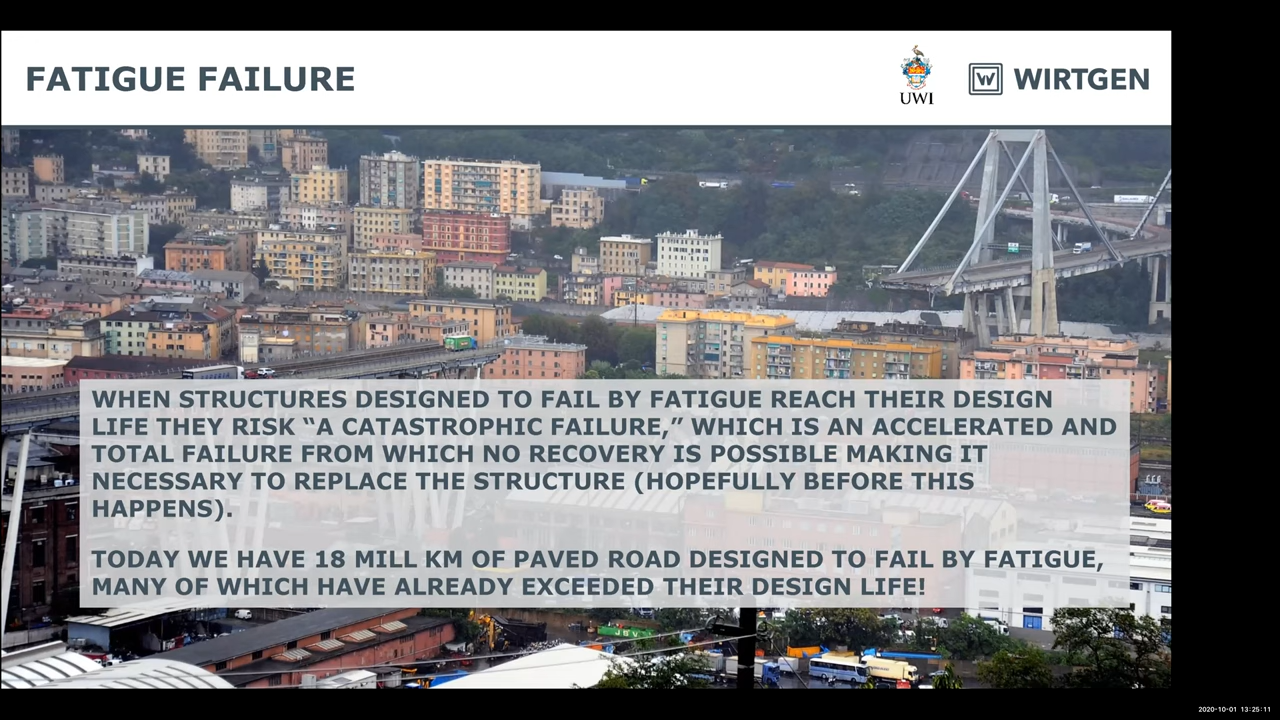 FATIGUE FAILURE
UWI
WIRTGEN
WHEN STRUCTURES DESIGNED TO FAIL BY FATIGUE REACH THEIR DESIGN
LIFE THEY RISK “A CATASTROPHIC FAILURE,” WHICH IS AN ACCELERATED AND
TOTAL FAILURE FROM WHICH NO RECOVERY IS POSSIBLE MAKING IT
NECESSARY TO REPLACE THE STRUCTURE (HOPEFULLY BEFORE THIS
HAPPENS).
TODAY WE HAVE 18 MILL KM OF PAVED ROAD DESIGNED TO FAIL BY FATIGUE,
MANY OF WHICH HAVE ALREADY EXCEEDED THEIR DESIGN LIFE!
2020-10-01 13:25:11